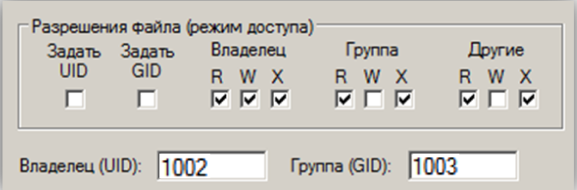 Разрешения файла (режим доступа)
Задать UID Задать GID Владелец Группа Другие
R W X R W X R W X
Владелец (UID): 1002 Группа (GID): 1003